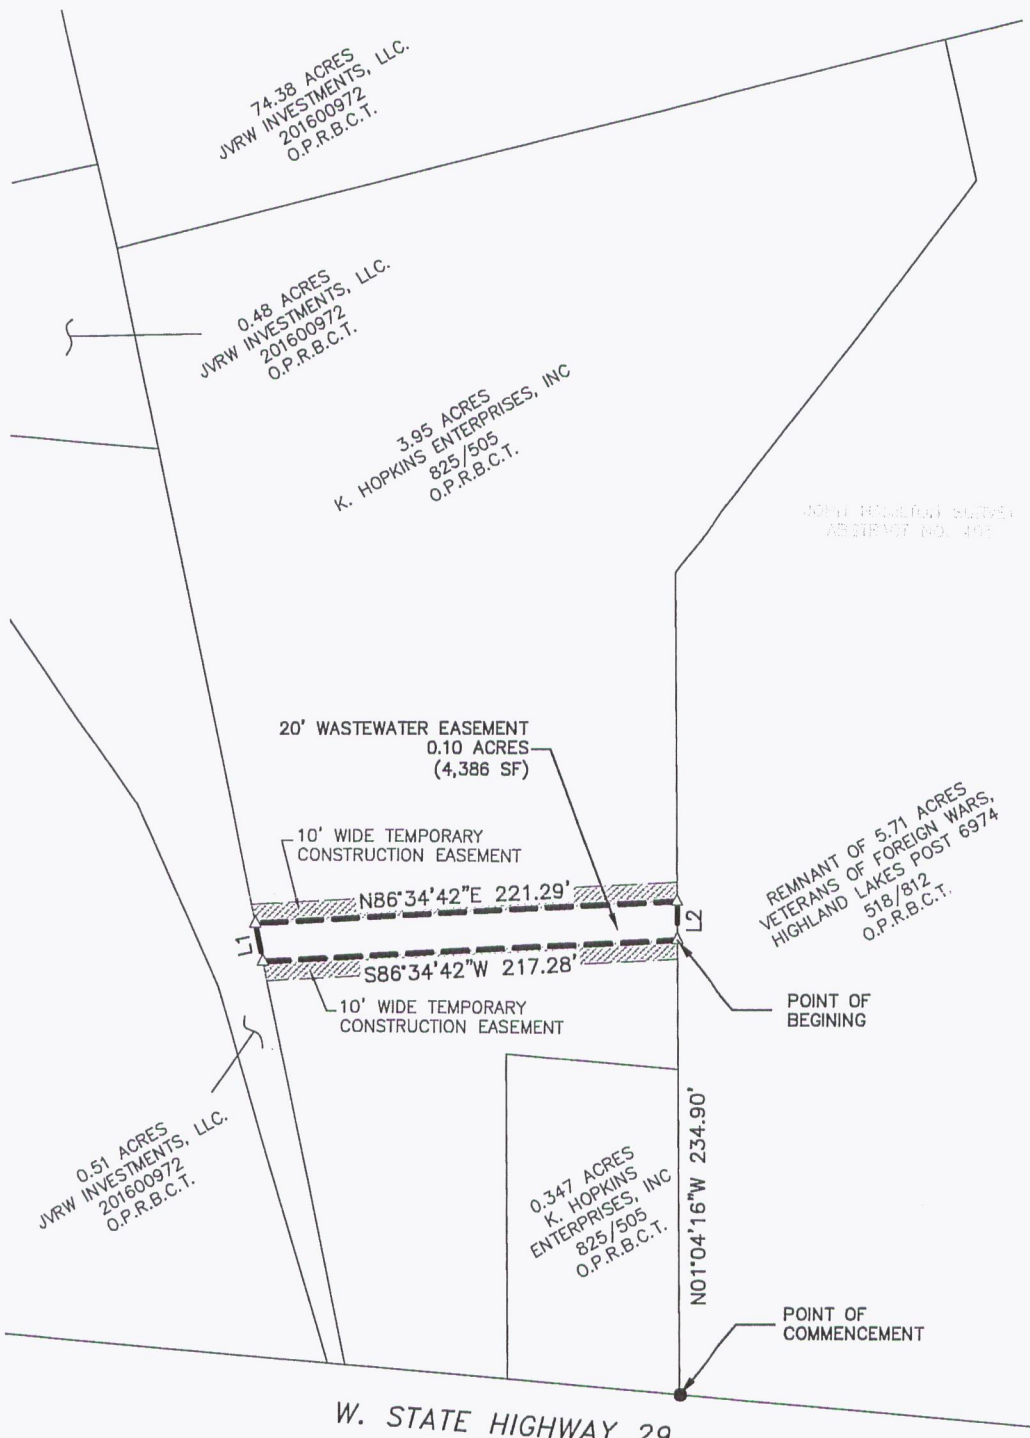 74.38 ACRES
JVRW INVESTMENTS, LLC.
201600972
O.P.R.B.C.T.
0.48 ACRES
JVRW INVESTMENTS, LLC.
201600972
O.P.R.B.C.T.
3.95 ACRES
K. HOPKINS ENTERPRISES, INC
825/505
O.P.R.B.C.T.
SURVEY
ABSTRACT NO.
20' WASTEWATER EASEMENT
0.10 ACRES
(4,386 SF)
10' WIDE TEMPORARY
CONSTRUCTION EASEMENT
REMNANT OF 5.71 ACRES
VETERANS OF FOREIGN WARS,
HIGHLAND LAKES POST 6974
518/812
O.P.R.B.C.T.
N86°34'42"E 221.29'
L1
L2
S86°34'42"W 217.28'
10' WIDE TEMPORARY
CONSTRUCTION EASEMENT
POINT OF
BEGINING
0.51 ACRES
JVRW INVESTMENTS, LLC.
201600972
O.P.R.B.C.T.
0.347 ACRES
K. HOPKINS
ENTERPRISES, INC
825/505
O.P.R.B.C.T.
N01°04'16"W 234.90'
POINT OF
COMMENCEMENT
W. STATE HIGHWAY 29